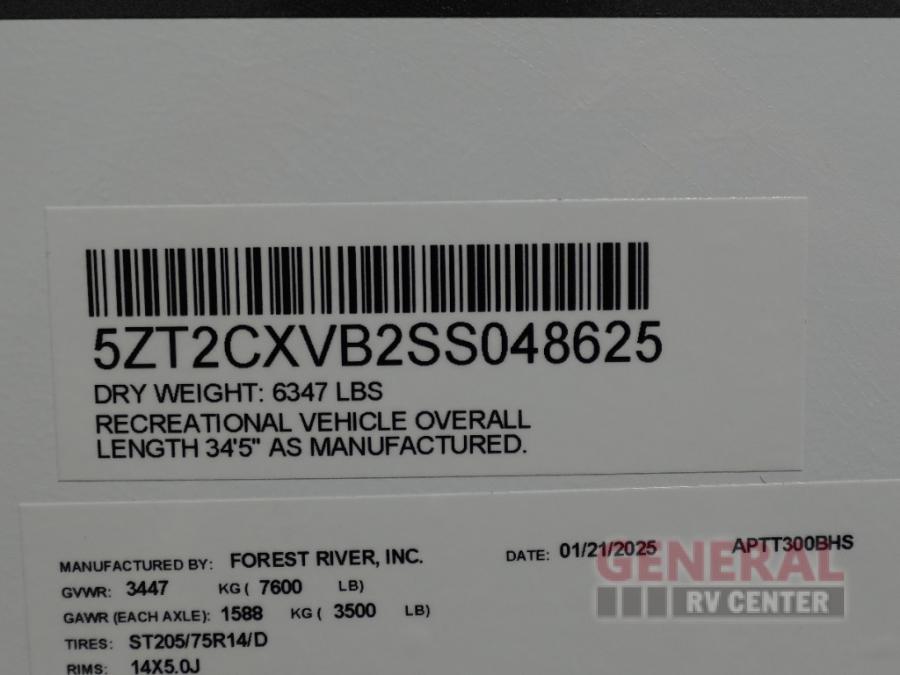 5ZT2CXVB2SS048625
DRY WEIGHT: 6347 LBS
RECREATIONAL VEHICLE OVERALL
LENGTH 34'5" AS MANUFACTURED.
MANUFACTURED BY: FOREST RIVER, INC. DATE: 01/21/2025 APTT300BHS
GVWR: 3447 KG ( 7600 LB)
GAWR (EACH AXLE): 1588 KG ( 3500 LB)
TIRES: ST205/75R14/D
RIMS: 14X5.0J
GENERAL
RV CENTER